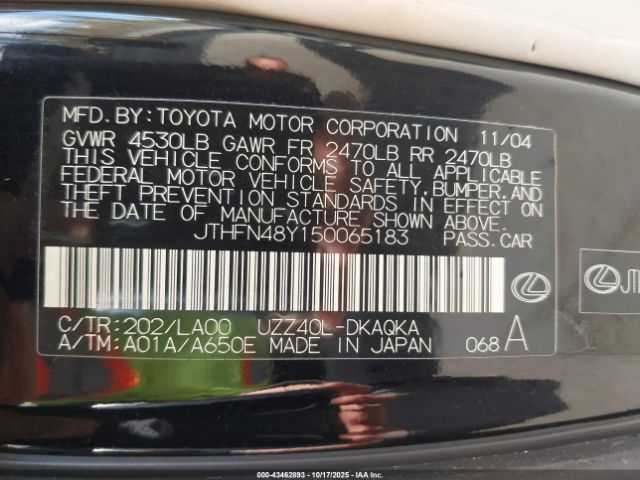 MFD. BY: TOYOTA MOTOR CORPORATION 11/04
GVWR 4530LB GAWR FR 2470LB RR 2470LB
THIS VEHICLE CONFORMS TO ALL APPLICABLE
FEDERAL MOTOR VEHICLE SAFETY, BUMPER, AND
THEFT PREVENTION STANDARDS IN EFFECT ON
THE DATE OF MANUFACTURE SHOWN ABOVE.
JTHFN48Y150065183 PASS. CAR
C/TR: 202/LA00 UZZ40L-DKAQKA
A/TM: A01A/A650E MADE IN JAPAN 068 A
JTH
000-43462893 - 10/17/2025 - IAA Inc.